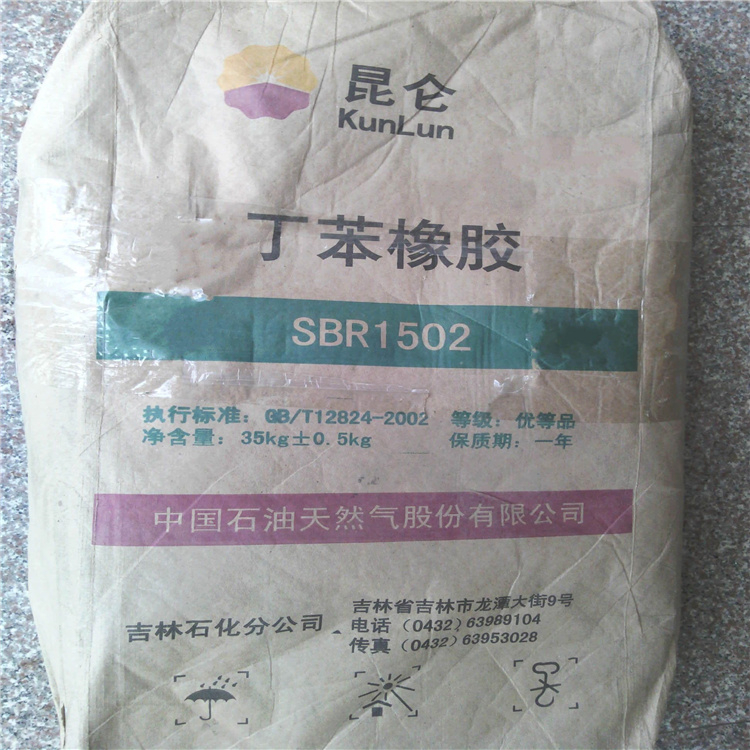 昆仑
KunLun
丁苯橡胶
SBR1502
执行标准：GB/T12824-2002 等级：优等品
净含量：35kg±0.5kg 保质期：一年
中国石油天然气股份有限公司
吉林石化分公司
吉林省吉林市龙潭大街9号
电话（0432）63989104
传真（0432）63953028